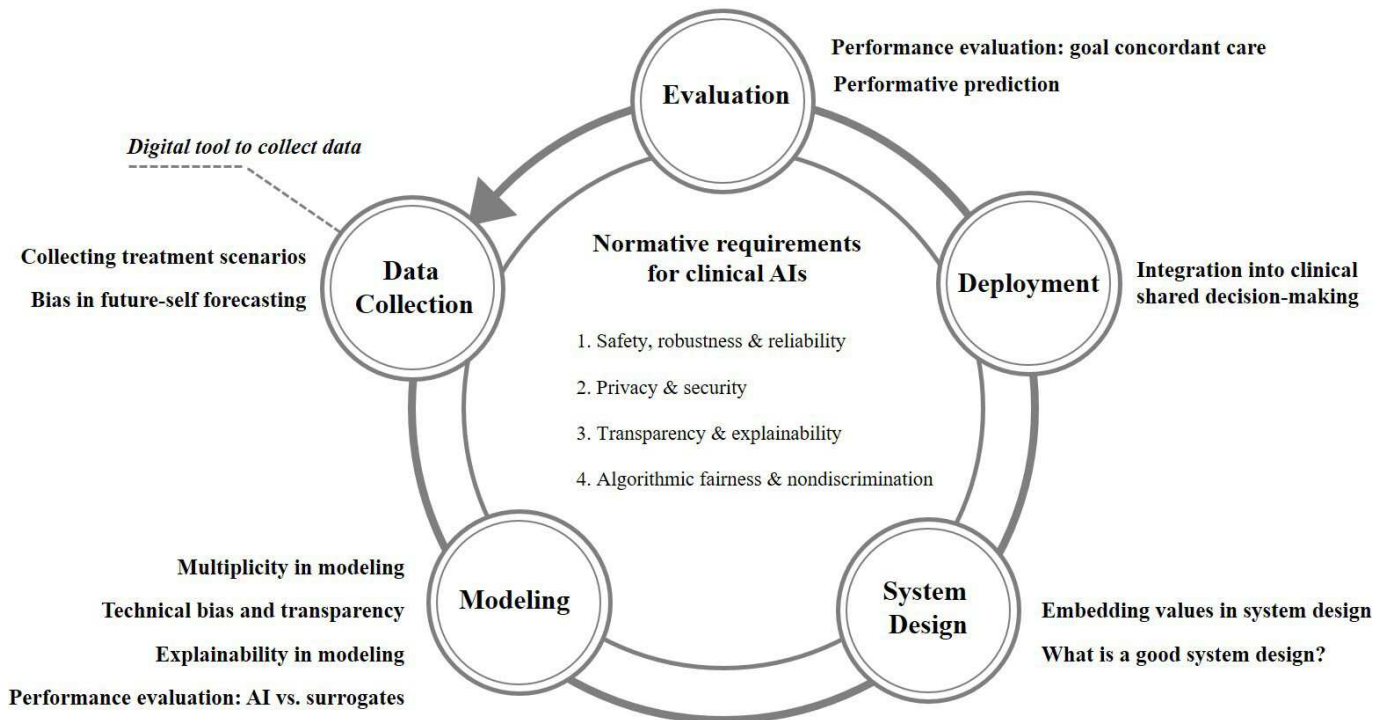 Performance evaluation: goal concordant care
Performative prediction
Evaluation
Digital tool to collect data
Collecting treatment scenarios
Bias in future-self forecasting
Data
Collection
Normative requirements
for clinical AIs
1. Safety, robustness & reliability
2. Privacy & security
3. Transparency & explainability
4. Algorithmic fairness & nondiscrimination
Deployment
Integration into clinical
shared decision-making
Multiplicity in modeling
Technical bias and transparency
Explainability in modeling
Performance evaluation: AI vs. surrogates
Modeling
System
Design
Embedding values in system design
What is a good system design?